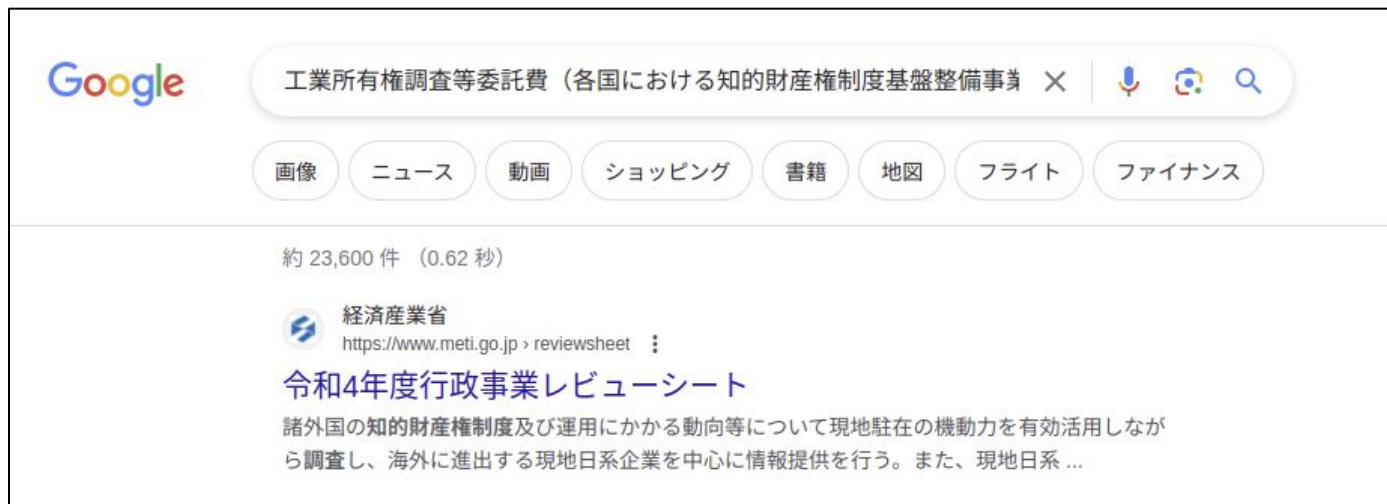 Google
工業所有権調査等委託費（各国における知的財産権制度基盤整備事業
画像 ニュース 動画 ショッピング 書籍 地図 フライト ファイナンス
約 23,600 件 （0.62 秒）
経済産業省
https://www.meti.go.jp › reviewsheet
令和4年度行政事業レビューシート
諸外国の知的財産権制度及び運用にかかる動向等について現地駐在の機動力を有効活用しなが
ら調査し、海外に進出する現地日系企業を中心に情報提供を行う。また、現地日系 ...